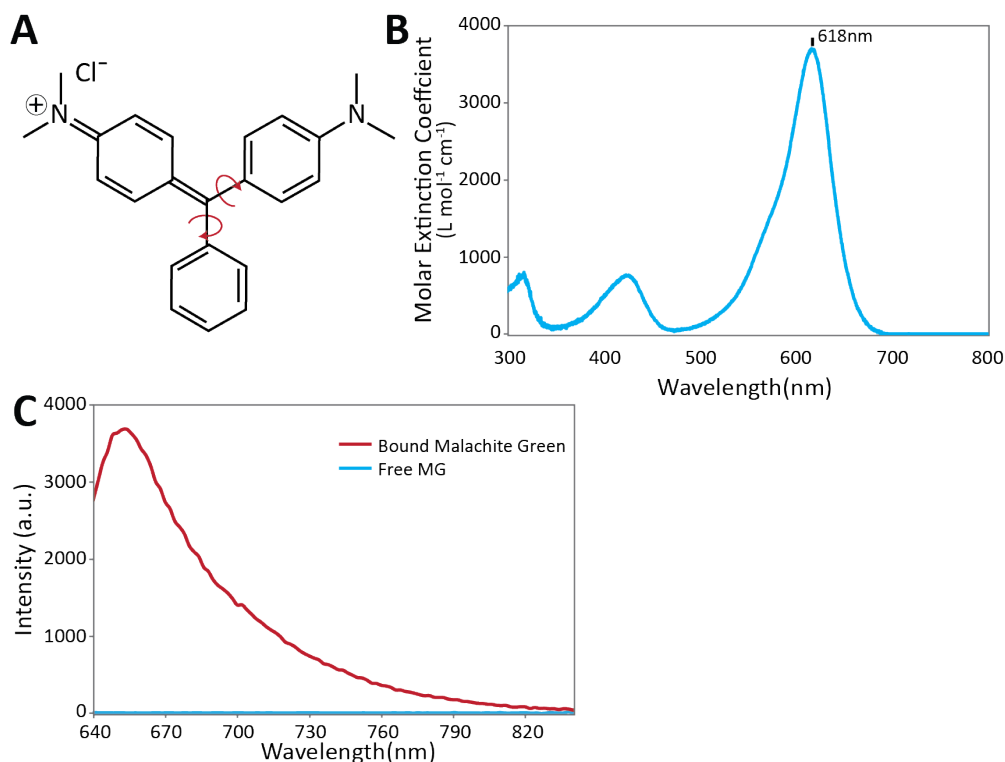 A
Cl⁻
⊕
N
N
B
Molar Extinction Coeffcient
(L mol⁻¹ cm⁻¹)
4000
3000
2000
1000
0
618nm
300 400 500 600 700 800
Wavelength(nm)
C
Intensity (a.u.)
4000
3000
2000
1000
0
Bound Malachite Green
Free MG
640 670 700 730 760 790 820
Wavelength(nm)